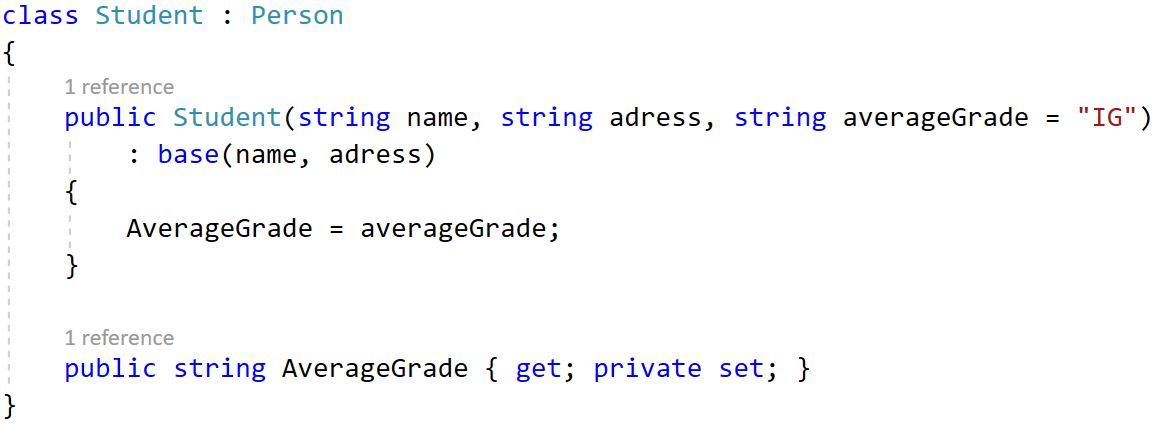 class Student : Person
{
1 reference
public Student(string name, string adress, string averageGrade = "IG")
: base(name, adress)
{
AverageGrade = averageGrade;
}
1 reference
public string AverageGrade { get; private set; }
}